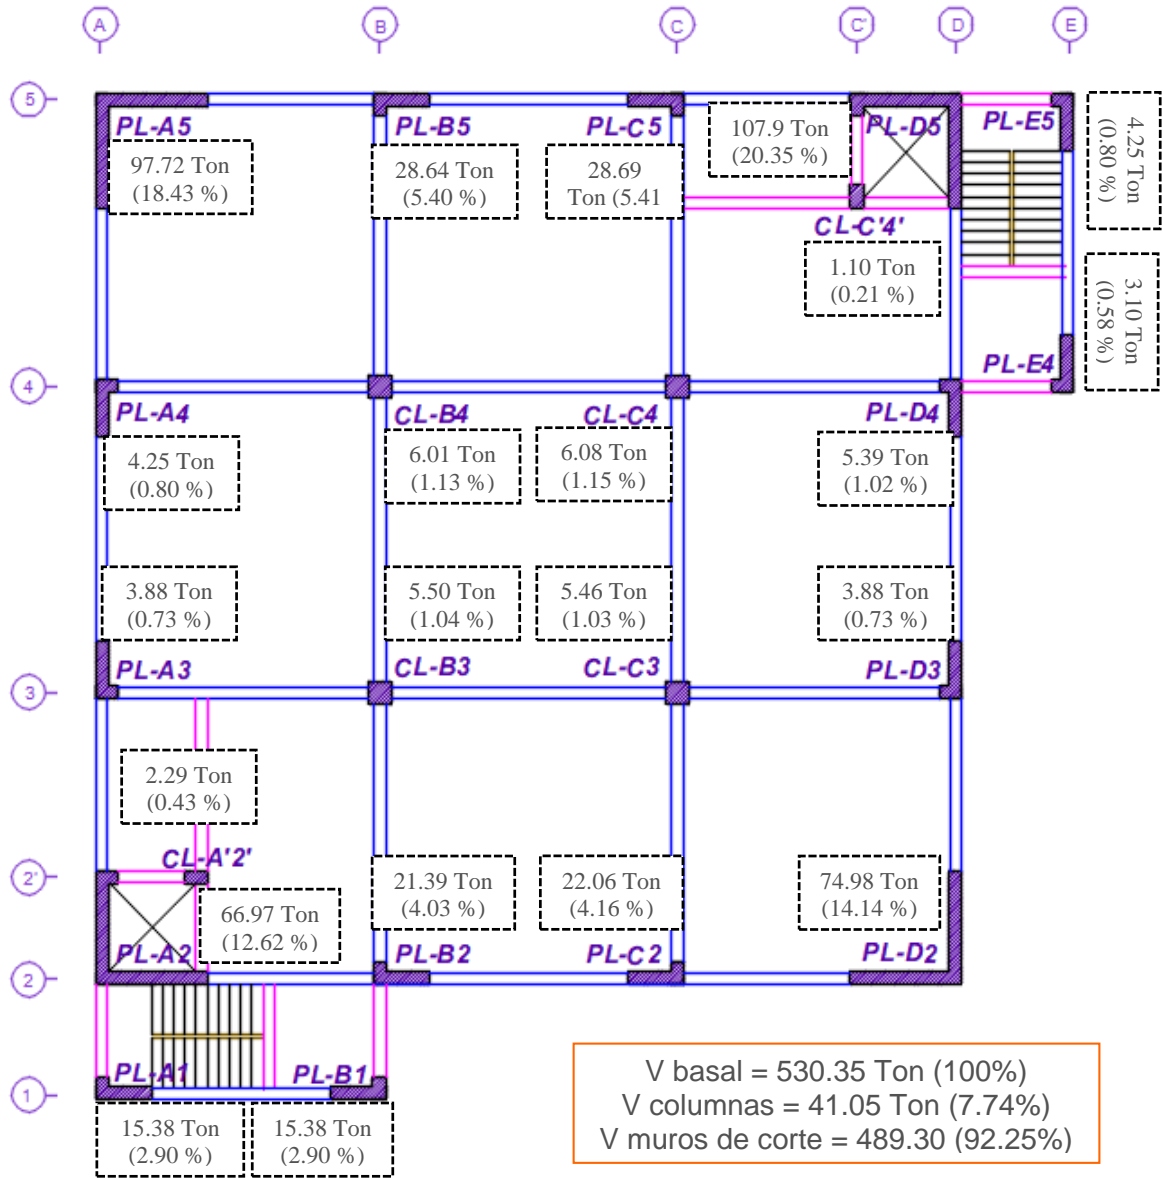 A B C C' D E
5
PL-A5 PL-B5 PL-C5 PL-D5 PL-E5
97.72 Ton
(18.43 %)
28.64 Ton
(5.40 %)
28.69
Ton (5.41
107.9 Ton
(20.35 %)
4.25 Ton
(0.80 %)
CL-C'4'
1.10 Ton
(0.21 %)
3.10 Ton
(0.58 %)
PL-E4
4
PL-A4 CL-B4 CL-C4 PL-D4
4.25 Ton
(0.80 %)
6.01 Ton
(1.13 %)
6.08 Ton
(1.15 %)
5.39 Ton
(1.02 %)
3.88 Ton
(0.73 %)
5.50 Ton
(1.04 %)
5.46 Ton
(1.03 %)
3.88 Ton
(0.73 %)
PL-A3 CL-B3 CL-C3 PL-D3
3
2.29 Ton
(0.43 %)
CL-A'2'
2'
66.97 Ton
(12.62 %)
21.39 Ton
(4.03 %)
22.06 Ton
(4.16 %)
74.98 Ton
(14.14 %)
PL-A2 PL-B2 PL-C2 PL-D2
2
PL-A1 PL-B1
1
15.38 Ton
(2.90 %)
15.38 Ton
(2.90 %)
V basal = 530.35 Ton (100%)
V columnas = 41.05 Ton (7.74%)
V muros de corte = 489.30 (92.25%)